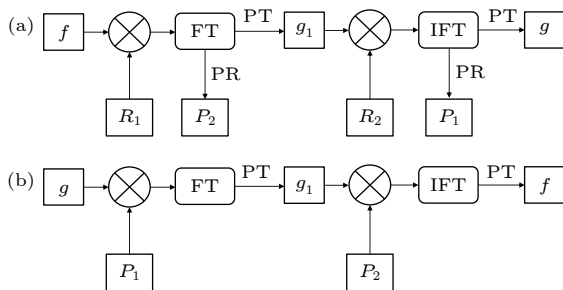 (a) f FT PT g₁ IFT PT g
PR PR
R₁ P₂ R₂ P₁
(b) g FT PT g₁ IFT PT f
P₁ P₂